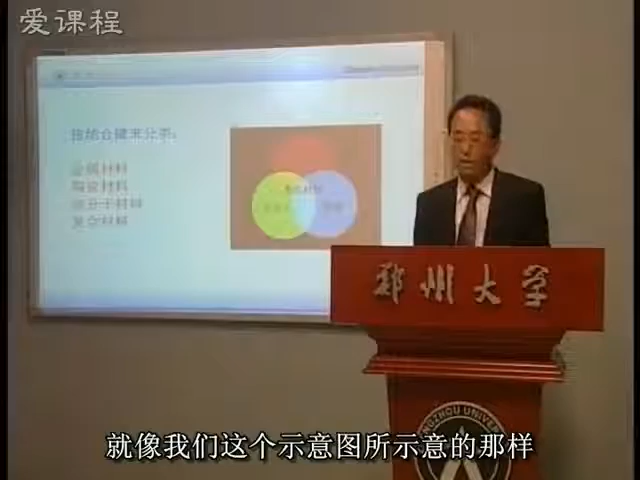 爱课程
按结合键来分类:
金属材料
陶瓷材料
高分子材料
复合材料
郑州大学
ZHOU UNIVER
就像我们这个示意图所示意的那样